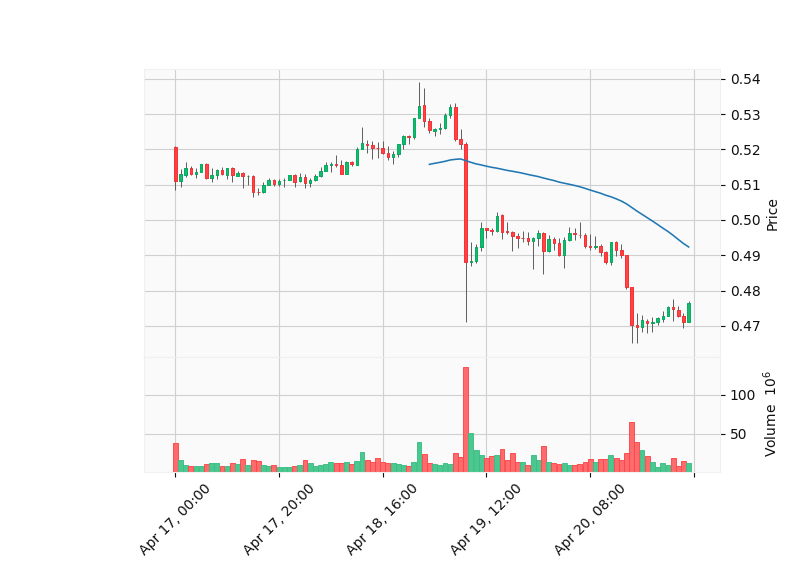 0.54
0.53
0.52
0.51
0.50
0.49
0.48
0.47
Price
100
50
Volume 10^6
Apr 17, 00:00
Apr 17, 20:00
Apr 18, 16:00
Apr 19, 12:00
Apr 20, 08:00